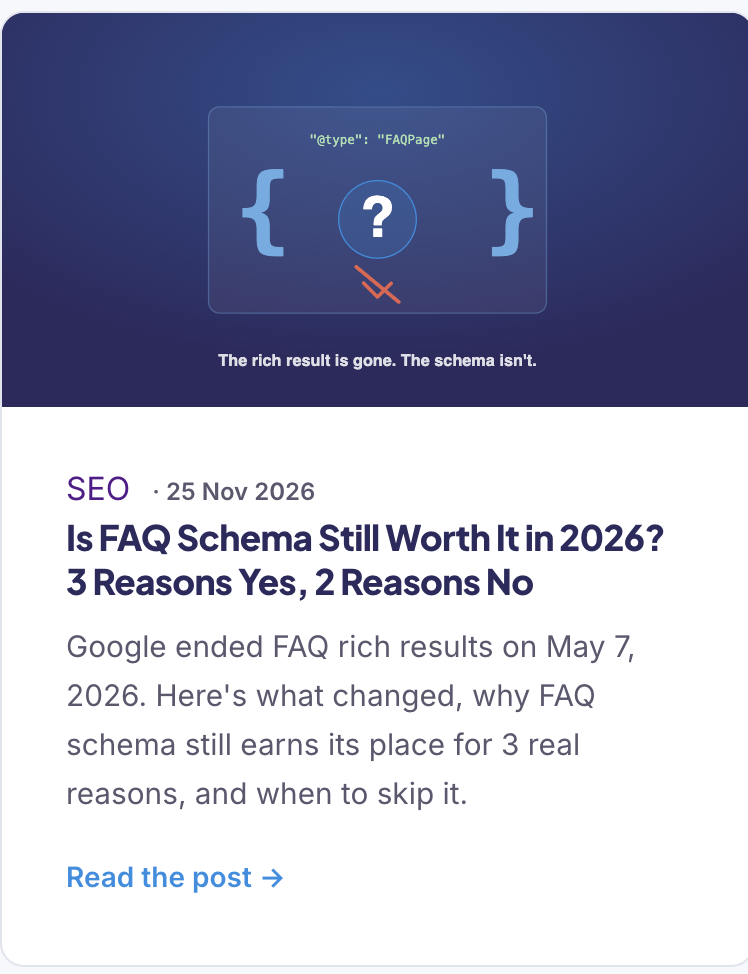 "@type": "FAQPage"
{ ? }
The rich result is gone. The schema isn't.
SEO · 25 Nov 2026
Is FAQ Schema Still Worth It in 2026?
3 Reasons Yes, 2 Reasons No
Google ended FAQ rich results on May 7,
2026. Here's what changed, why FAQ
schema still earns its place for 3 real
reasons, and when to skip it.
Read the post →